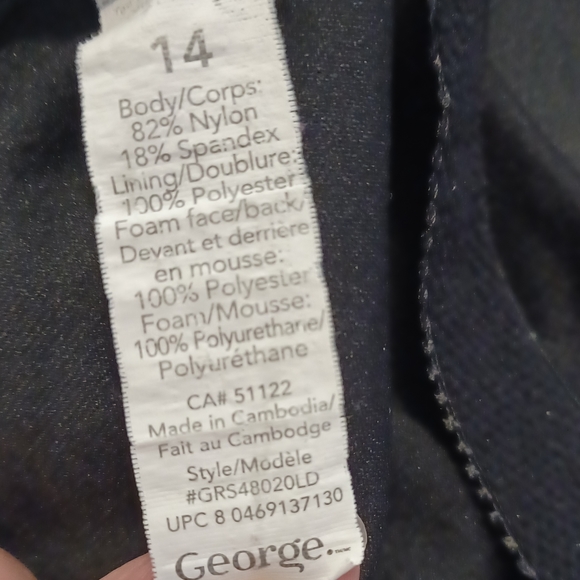 14
Body/Corps:
82% Nylon
18% Spandex
Lining/Doublure:
100% Polyester
Foam face/back/
Devant et derrière
en mousse:
100% Polyester
Foam/Mousse:
100% Polyurethane/
Polyuréthane
CA# 51122
Made in Cambodia/
Fait au Cambodge
Style/Modèle
#GRS48020LD
UPC 8 0469137130
George.